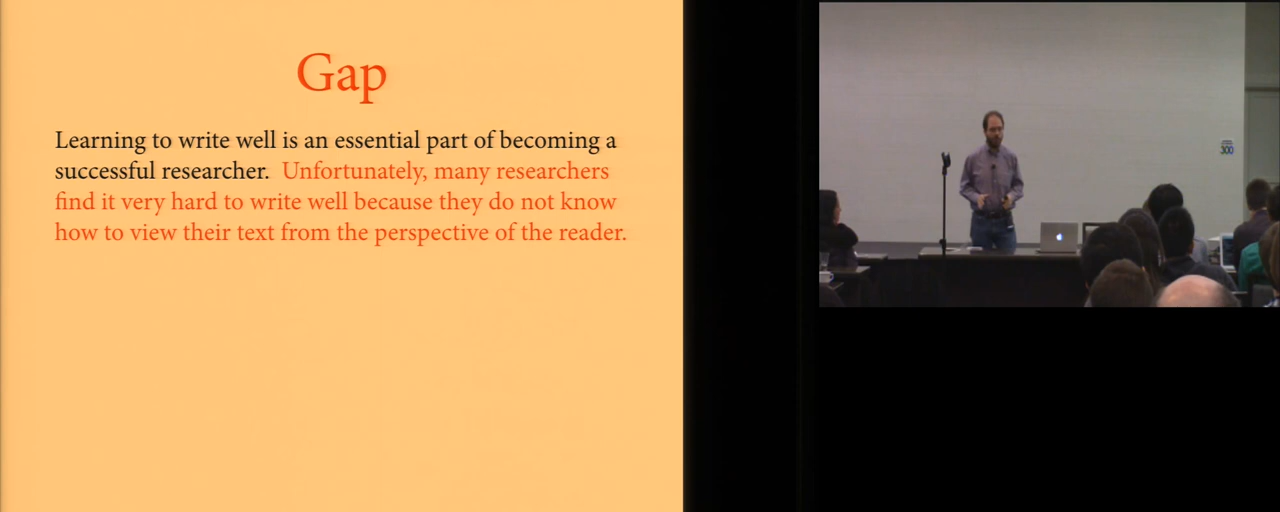 Gap
Learning to write well is an essential part of becoming a
successful researcher. Unfortunately, many researchers
find it very hard to write well because they do not know
how to view their text from the perspective of the reader.
300